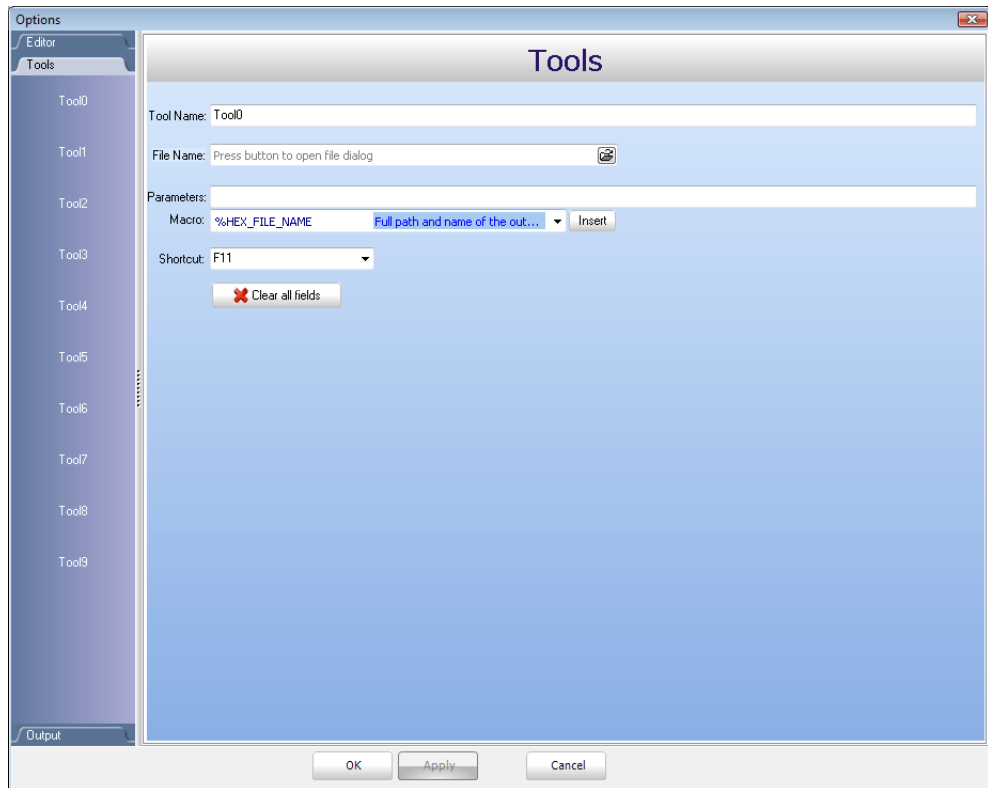 Options
Editor
Tools
Tool0
Tool1
Tool2
Tool3
Tool4
Tool5
Tool6
Tool7
Tool8
Tool9
Output
Tools
Tool Name: Tool0
File Name: Press button to open file dialog
Parameters:
Macro: %HEX_FILE_NAME Full path and name of the out... Insert
Shortcut: F11
Clear all fields
OK Apply Cancel